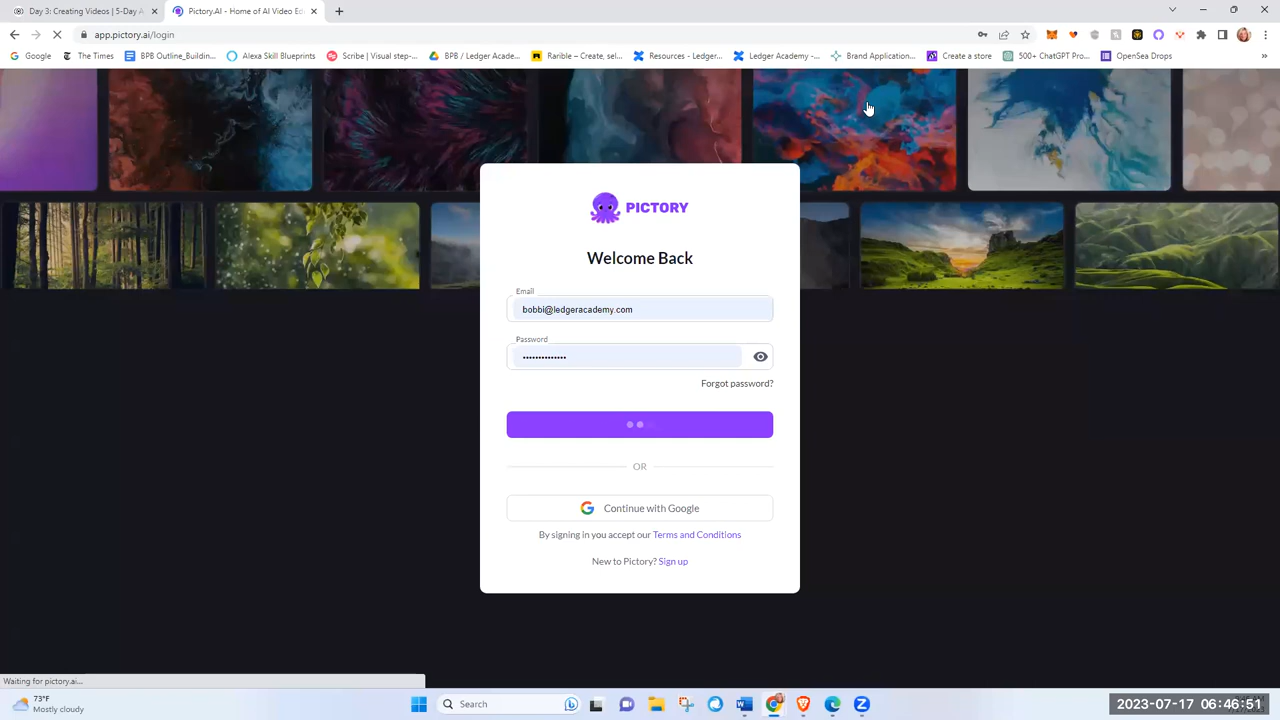 Day 3: Creating Videos | 5-Day A
Pictory.AI - Home of AI Video Ed
app.pictory.ai/login
Google
The Times
BPB Outline_Building...
Alexa Skill Blueprints
Scribe | Visual step-...
BPB / Ledger Acade...
Rarible – Create, sel...
Resources - Ledger...
Ledger Academy -...
Brand Application...
Create a store
500+ ChatGPT Pro...
OpenSea Drops
»
PICTORY
Welcome Back
Email
bobbi@ledgeracademy.com
Password
••••••••••••••
Forgot password?
OR
Continue with Google
By signing in you accept our Terms and Conditions
New to Pictory? Sign up
Waiting for pictory.ai...
73°F
Mostly cloudy
Search
2023-07-17 06:46:51